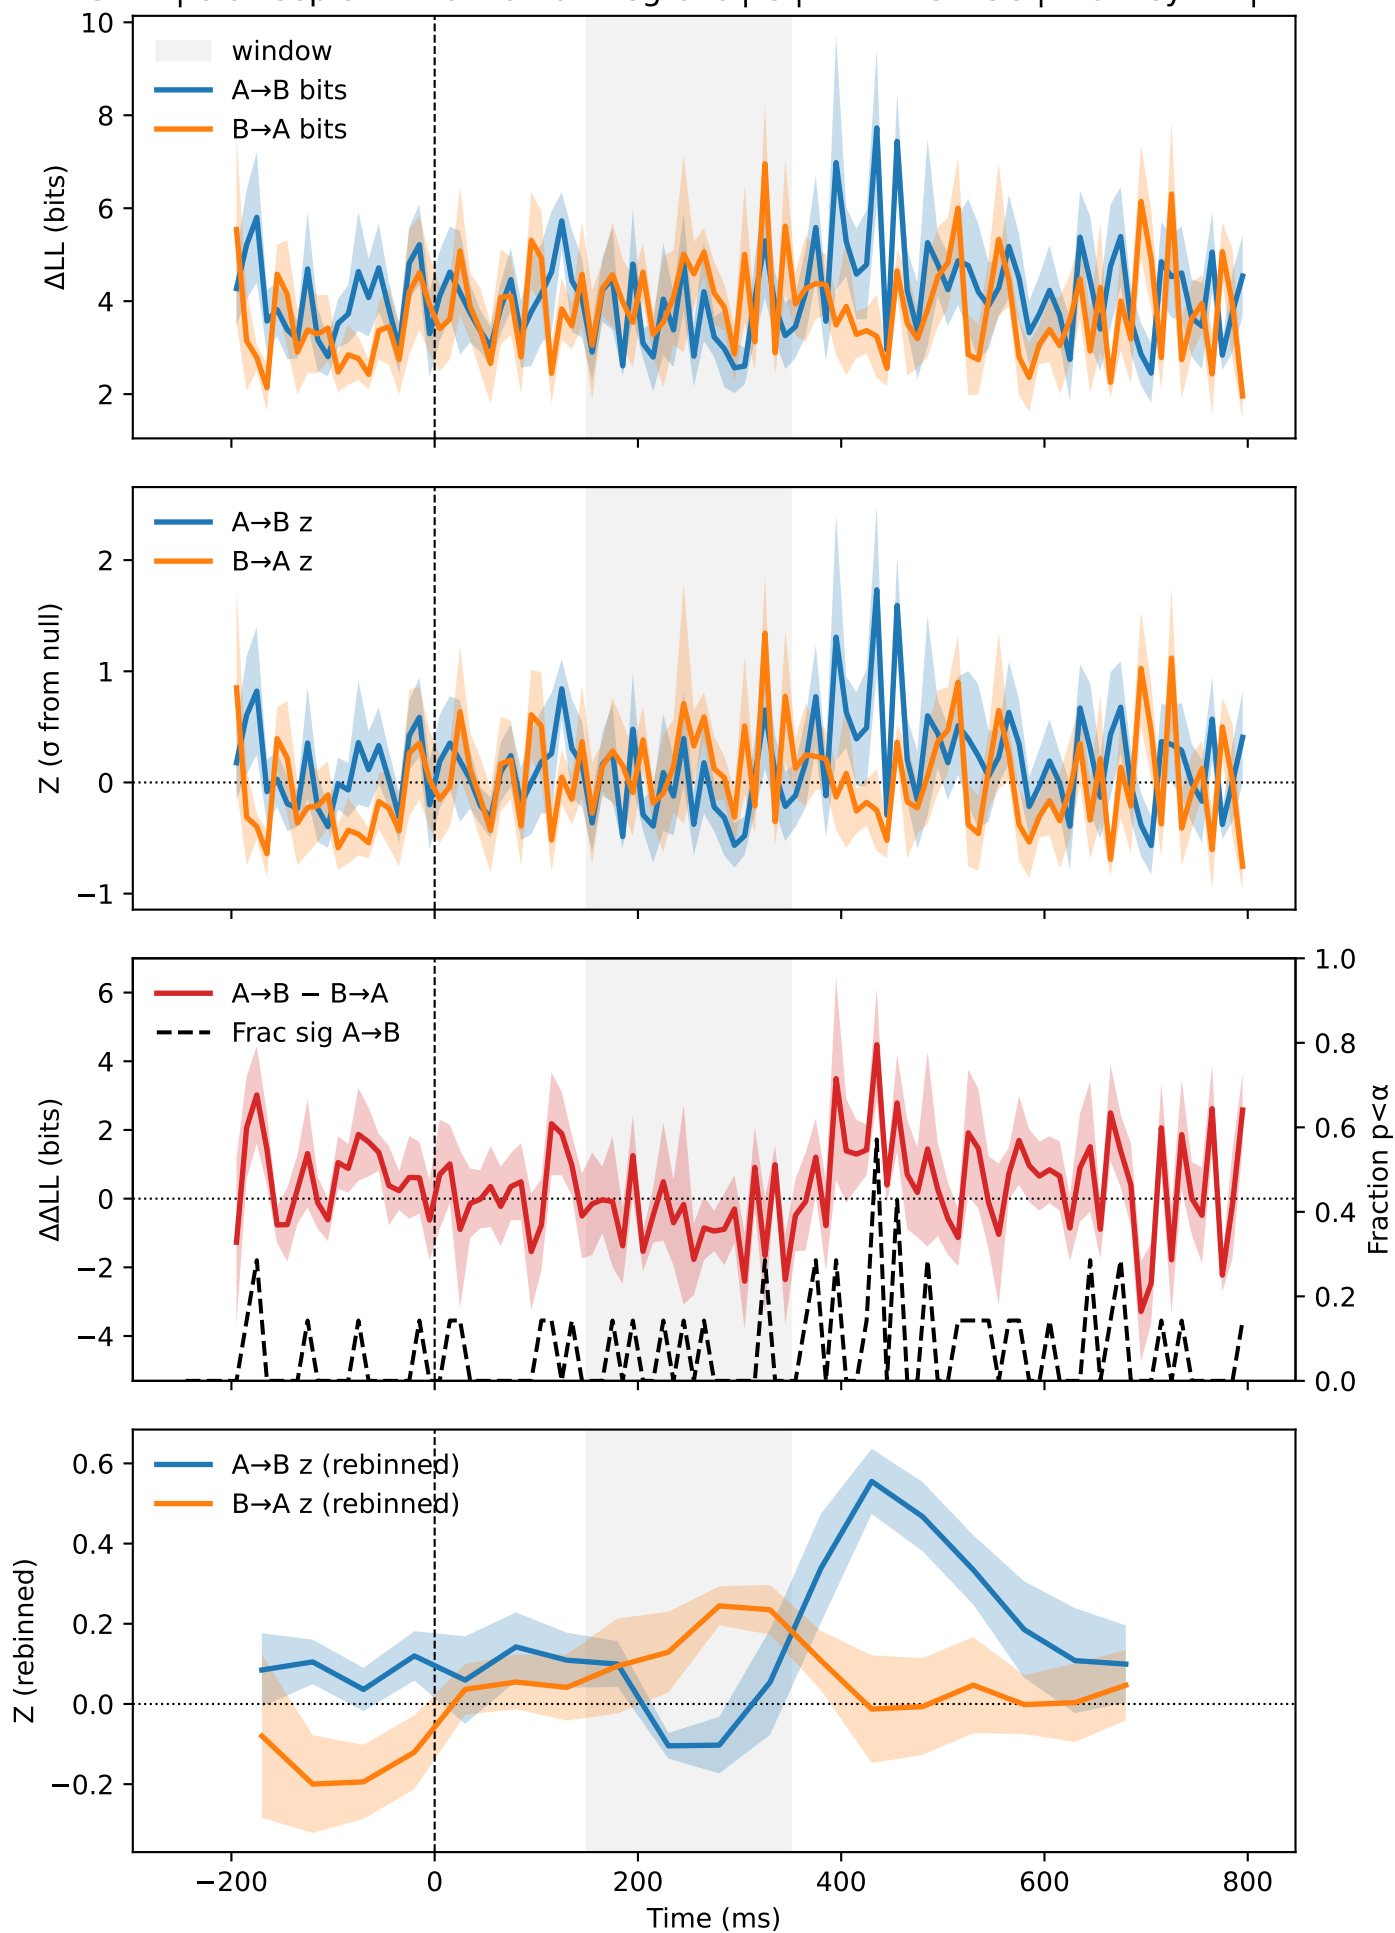 10
8
6
4
2
ΔLL (bits)
window
A→B bits
B→A bits
2
1
0
−1
Z (σ from null)
A→B z
B→A z
6
4
2
0
−2
−4
ΔΔLL (bits)
A→B − B→A
Frac sig A→B
1.0
0.8
0.6
0.4
0.2
0.0
Fraction p<α
0.6
0.4
0.2
0.0
−0.2
Z (rebinned)
A→B z (rebinned)
B→A z (rebinned)
−200
0
200
400
600
800
Time (ms)